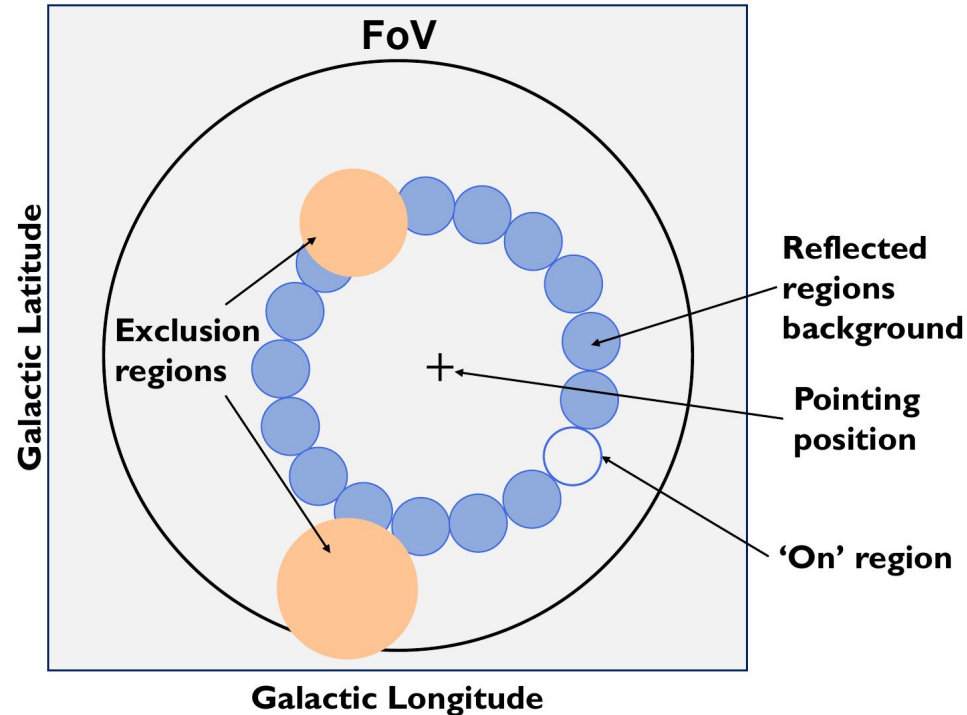 FoV
Galactic Latitude
Exclusion
regions
Reflected
regions
background
Pointing
position
‘On’ region
Galactic Longitude